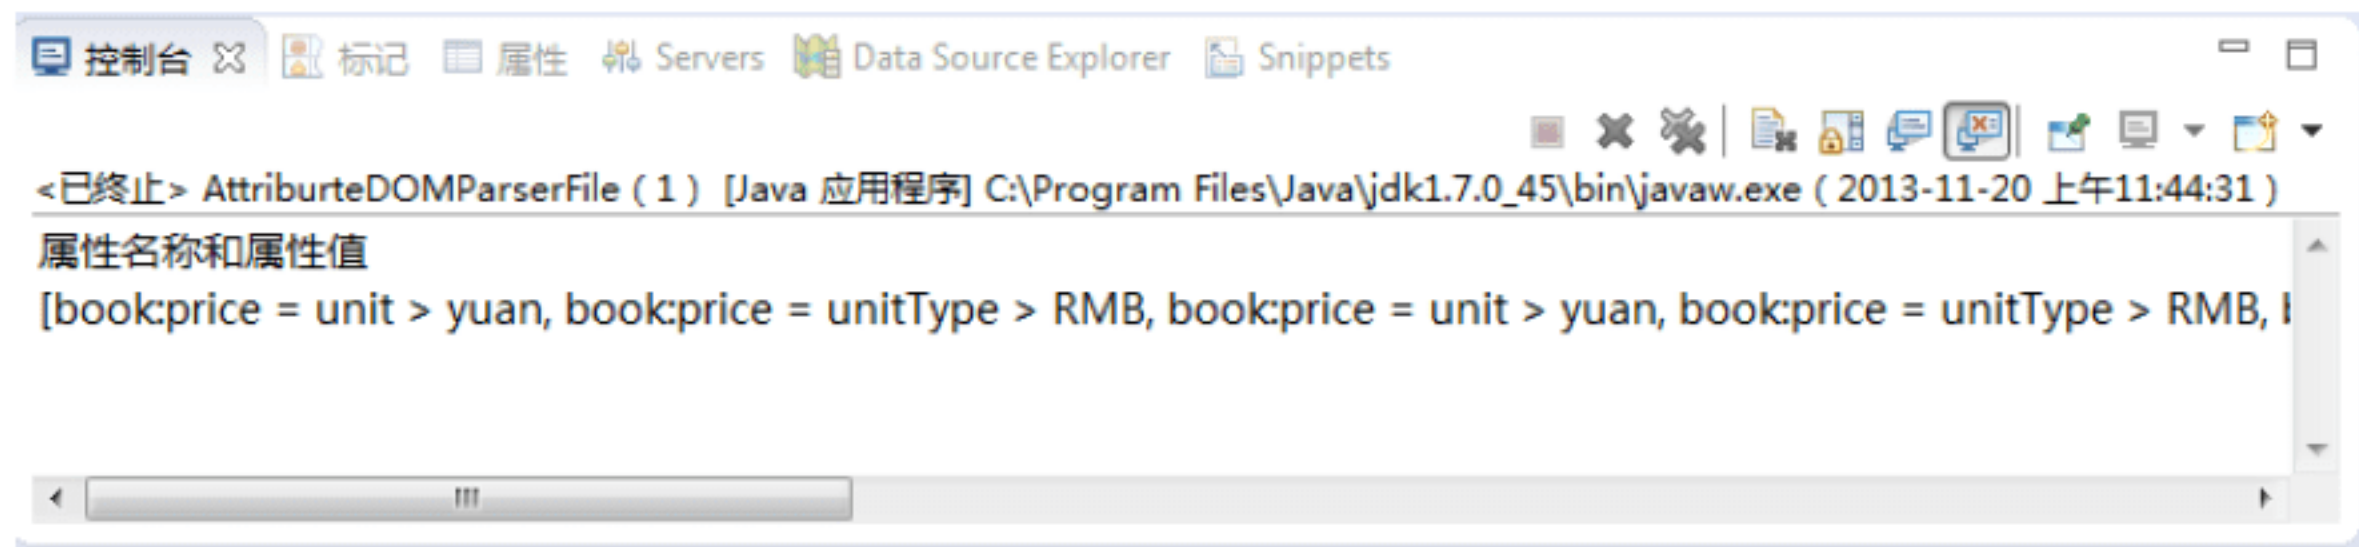 控制台 标记 属性 Servers Data Source Explorer Snippets
<已终止> AttriburteDOMParserFile ( 1 ) [Java 应用程序] C:\Program Files\Java\jdk1.7.0_45\bin\javaw.exe ( 2013-11-20 上午11:44:31 )
属性名称和属性值
[book:price = unit > yuan, book:price = unitType > RMB, book:price = unit > yuan, book:price = unitType > RMB,